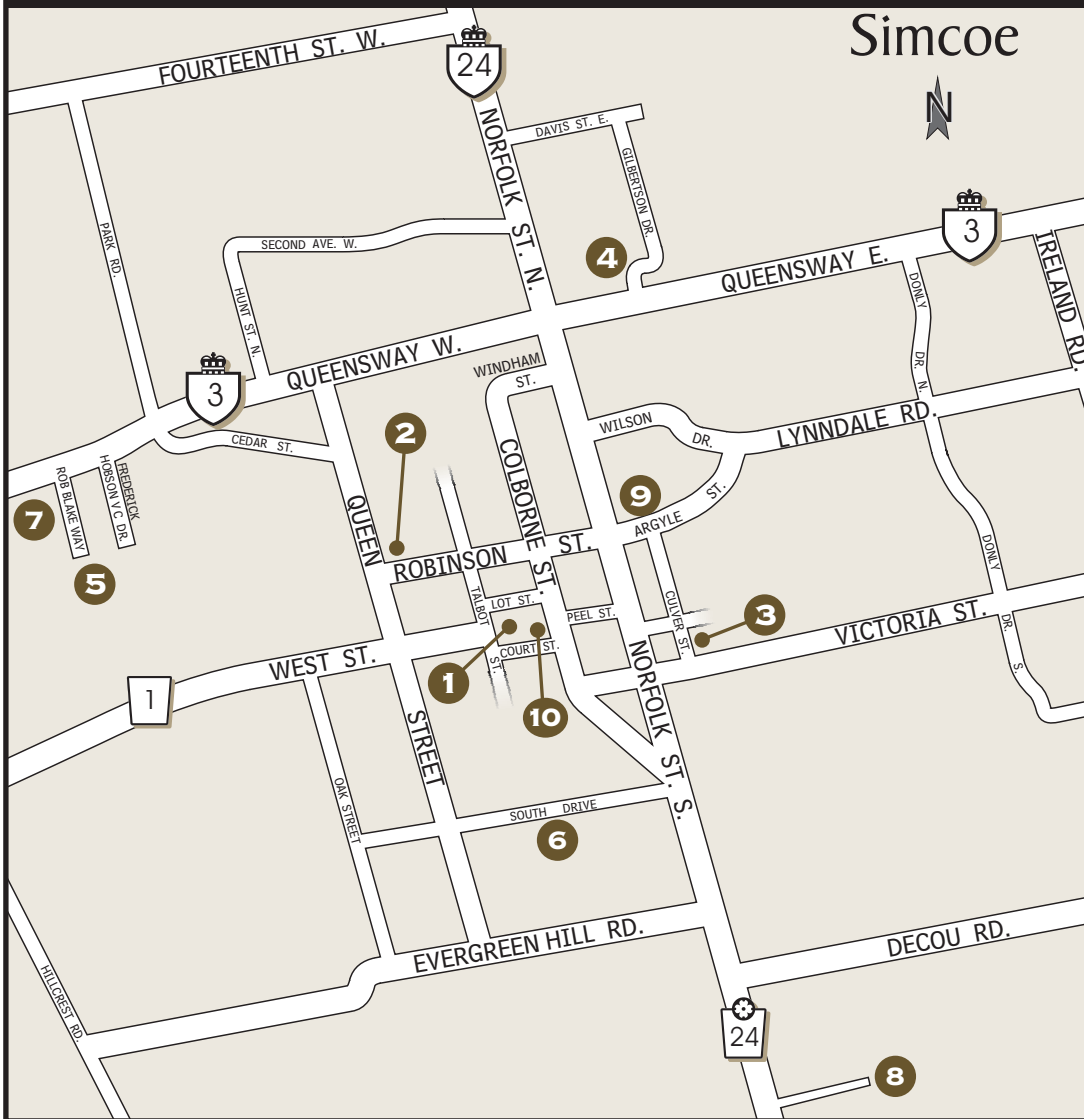 Simcoe
N
FOURTEENTH ST. W.
24
NORFOLK ST. N.
DAVIS ST. E.
GILBERTSON DR.
PARK RD.
SECOND AVE. W.
HUNT ST. N.
4
QUEENSWAY E.
3
IRELAND RD.
DONLY DR. N.
3
QUEENSWAY W.
WINDHAM
ST.
WILSON DR.
LYNNDALE RD.
CEDAR ST.
2
COLBORNE ST.
ROB BLAKE WAY
FREDERICK
HOBSON V C DR.
7
5
QUEEN STREET
9
ARGYLE ST.
ROBINSON ST.
TALBOT ST.
LOT ST.
PEEL ST.
CULVER ST.
3
DONLY DR. S.
VICTORIA ST.
COURT ST.
1
10
WEST ST.
1
NORFOLK ST. S.
OAK STREET
SOUTH DRIVE
6
EVERGREEN HILL RD.
DECOU RD.
HILLCREST RD.
24
8